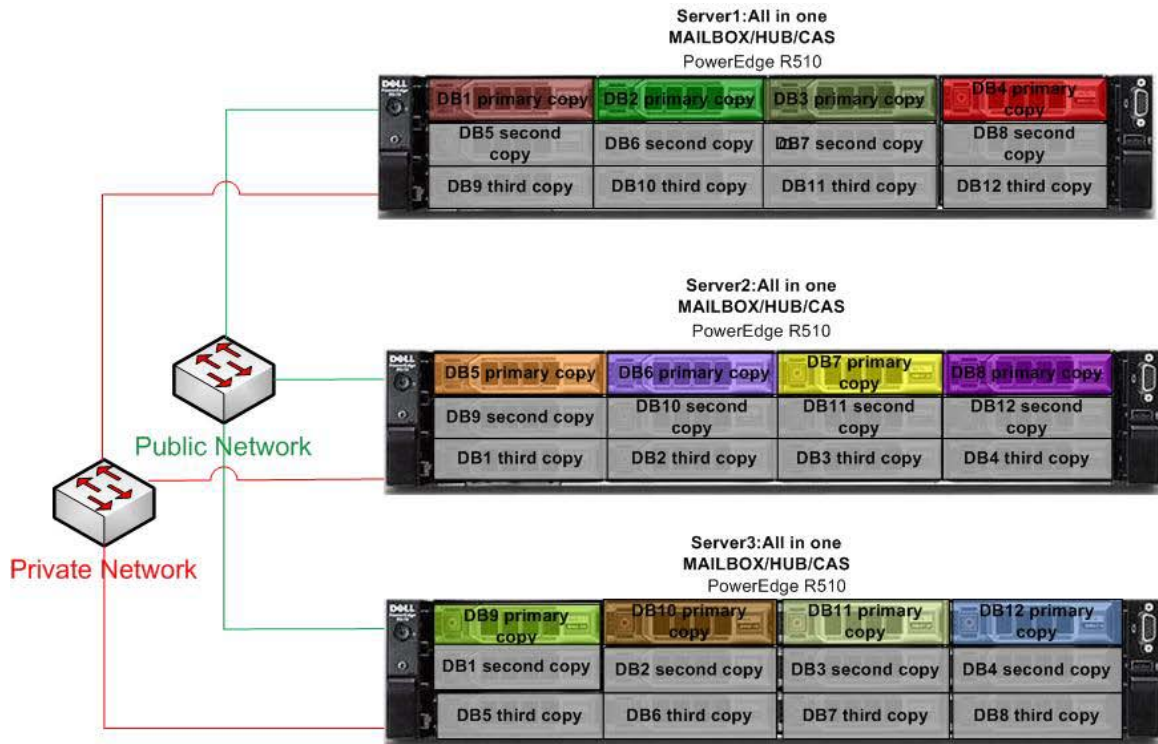 Server1:All in one
MAILBOX/HUB/CAS
PowerEdge R510
DELL
DB1 primary copy
DB2 primary copy
DB3 primary copy
DB4 primary
copy
DB5 second
copy
DB6 second copy
DB7 second copy
DB8 second
copy
DB9 third copy
DB10 third copy
DB11 third copy
DB12 third copy
Server2:All in one
MAILBOX/HUB/CAS
PowerEdge R510
DELL
DB5 primary copy
DB6 primary copy
DB7 primary
copy
DB8 primary copy
DB9 second copy
DB10 second
copy
DB11 second
copy
DB12 second
copy
DB1 third copy
DB2 third copy
DB3 third copy
DB4 third copy
Public Network
Private Network
Server3:All in one
MAILBOX/HUB/CAS
PowerEdge R510
DELL
DB9 primary
copy
DB10 primary
copy
DB11 primary
copy
DB12 primary
copy
DB1 second copy
DB2 second copy
DB3 second copy
DB4 second copy
DB5 third copy
DB6 third copy
DB7 third copy
DB8 third copy